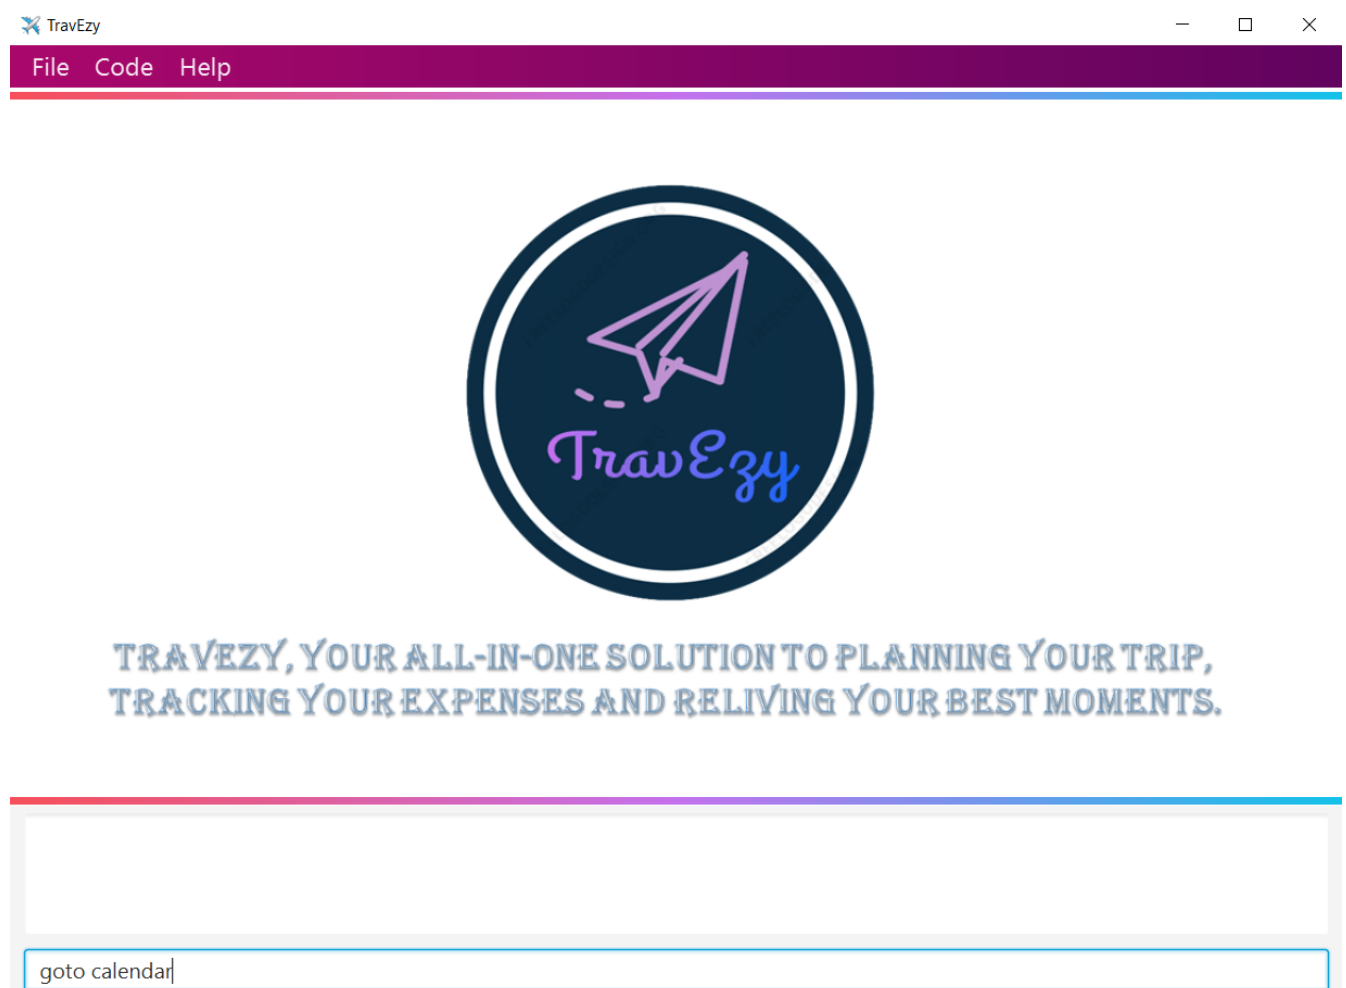 TravEzy
File Code Help
TravEzy
TRAVEZY, YOUR ALL-IN-ONE SOLUTION TO PLANNING YOUR TRIP,
TRACKING YOUR EXPENSES AND RELIVING YOUR BEST MOMENTS.
goto calendar